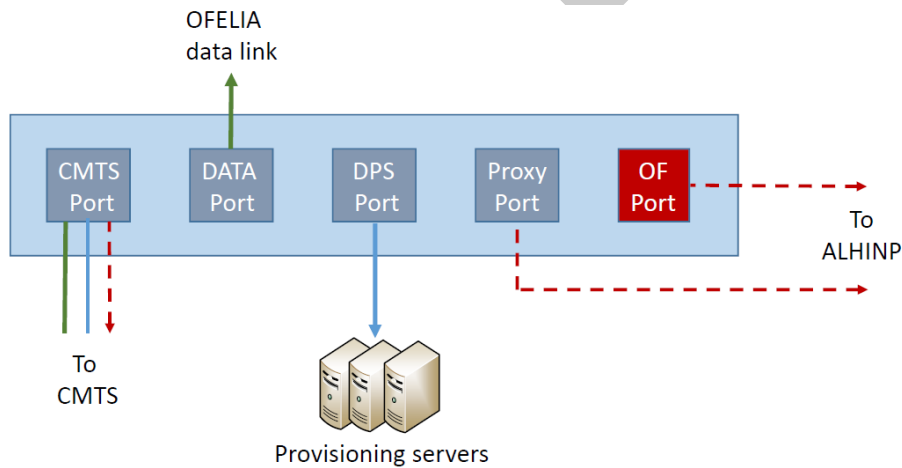 OFELIA
data link
CMTS
Port
DATA
Port
DPS
Port
Proxy
Port
OF
Port
To
ALHINP
To
CMTS
Provisioning servers